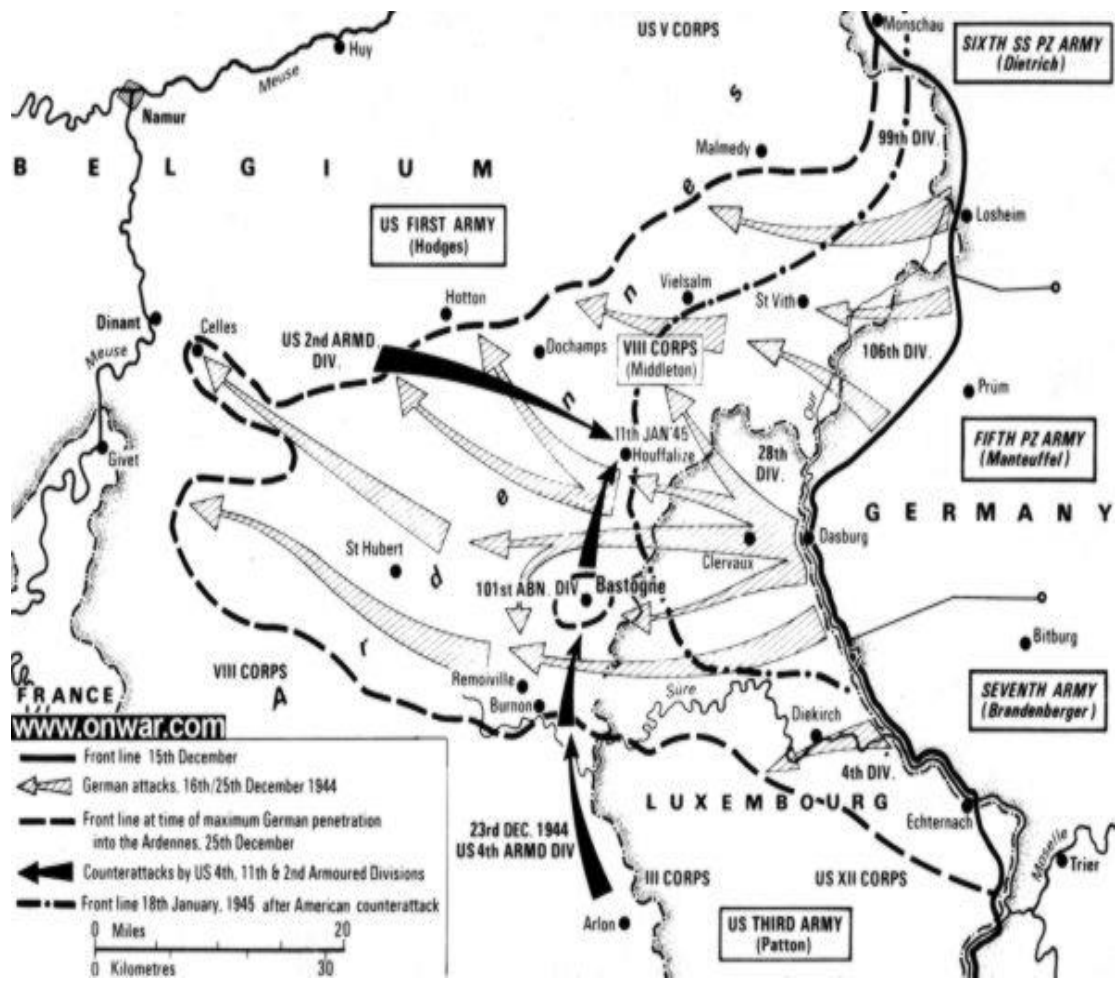 US V CORPS
Monschau
SIXTH SS PZ ARMY
(Dietrich)
Huy
Meuse
Namur
99th DIV.
Malmedy
B E L G I U M
US FIRST ARMY
(Hodges)
Losheim
Vielsalm
St Vith
Hotton
Dinant
Celles
US 2nd ARMD.
DIV.
Dochamps
VIII CORPS
(Middleton)
106th DIV.
Our
Prüm
Meuse
Givet
11th JAN'45
Houffalize
28th
DIV.
FIFTH PZ ARMY
(Manteuffel)
G E R M A N Y
St Hubert
Clervaux
Dasburg
101st ABN. DIV
Bastogne
A r d e n n e s
Bitburg
VIII CORPS
Remoiville
Burnon
Sûre
Diekirch
SEVENTH ARMY
(Brandenberger)
FRANCE
www.onwar.com
4th DIV.
L U X E M B O U R G
Echternach
Moselle
Trier
23rd DEC. 1944
US 4th ARMD DIV
III CORPS
US XII CORPS
Arlon
US THIRD ARMY
(Patton)
Front line 15th December
German attacks, 16th/25th December 1944
Front line at time of maximum German penetration
into the Ardennes, 25th December
Counterattacks by US 4th, 11th & 2nd Armoured Divisions
Front line 18th January, 1945 after American counterattack
0 Miles 20
0 Kilometres 30